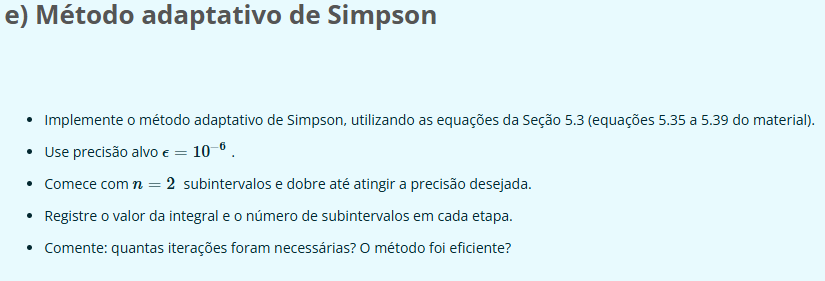 e) Método adaptativo de Simpson
• Implemente o método adaptativo de Simpson, utilizando as equações da Seção 5.3 (equações 5.35 a 5.39 do material).
• Use precisão alvo ϵ = 10⁻⁶ .
• Comece com n = 2 subintervalos e dobre até atingir a precisão desejada.
• Registre o valor da integral e o número de subintervalos em cada etapa.
• Comente: quantas iterações foram necessárias? O método foi eficiente?